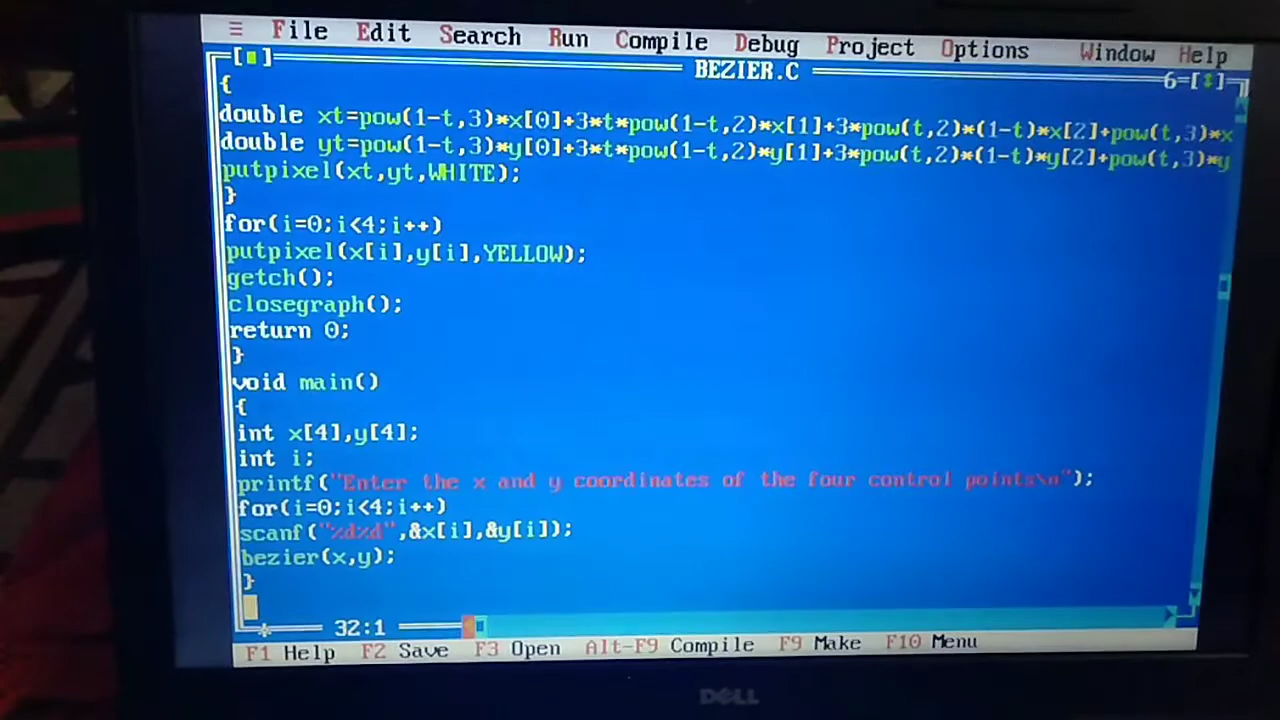 ≡ File Edit Search Run Compile Debug Project Options Window Help
[■] BEZIER.C 6=[↕]
{
double xt=pow(1-t,3)*x[0]+3*t*pow(1-t,2)*x[1]+3*pow(t,2)*(1-t)*x[2]+pow(t,3)*x
double yt=pow(1-t,3)*y[0]+3*t*pow(1-t,2)*y[1]+3*pow(t,2)*(1-t)*y[2]+pow(t,3)*y
putpixel(xt,yt,WHITE);
}
for(i=0;i<4;i++)
putpixel(x[i],y[i],YELLOW);
getch();
closegraph();
return 0;
}
void main()
{
int x[4],y[4];
int i;
printf("Enter the x and y coordinates of the four control points\n");
for(i=0;i<4;i++)
scanf("%d%d",&x[i],&y[i]);
bezier(x,y);
}
32:1
F1 Help F2 Save F3 Open Alt-F9 Compile F9 Make F10 Menu
DELL